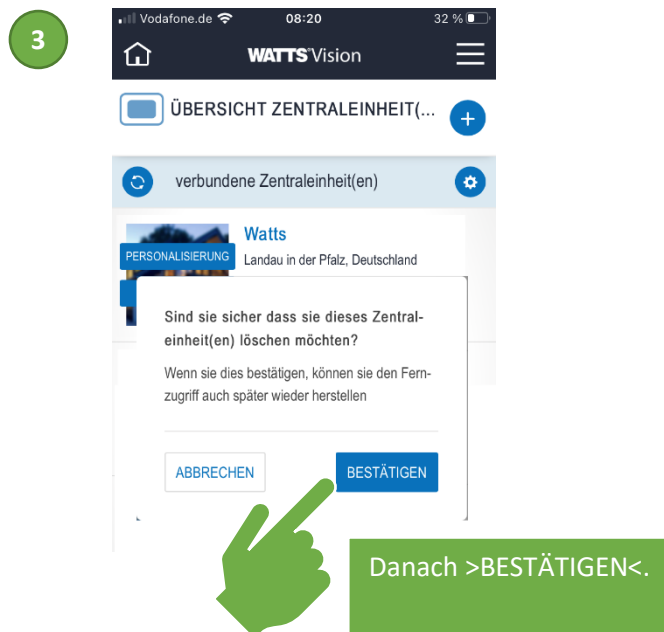 3
Vodafone.de 08:20 32 %
WATTS Vision
ÜBERSICHT ZENTRALEINHEIT(...
verbundene Zentraleinheit(en)
Watts
PERSONALISIERUNG
Landau in der Pfalz, Deutschland
Sind sie sicher dass sie dieses Zentral-
einheit(en) löschen möchten?
Wenn sie dies bestätigen, können sie den Fern-
zugriff auch später wieder herstellen
ABBRECHEN BESTÄTIGEN
Danach >BESTÄTIGEN<.